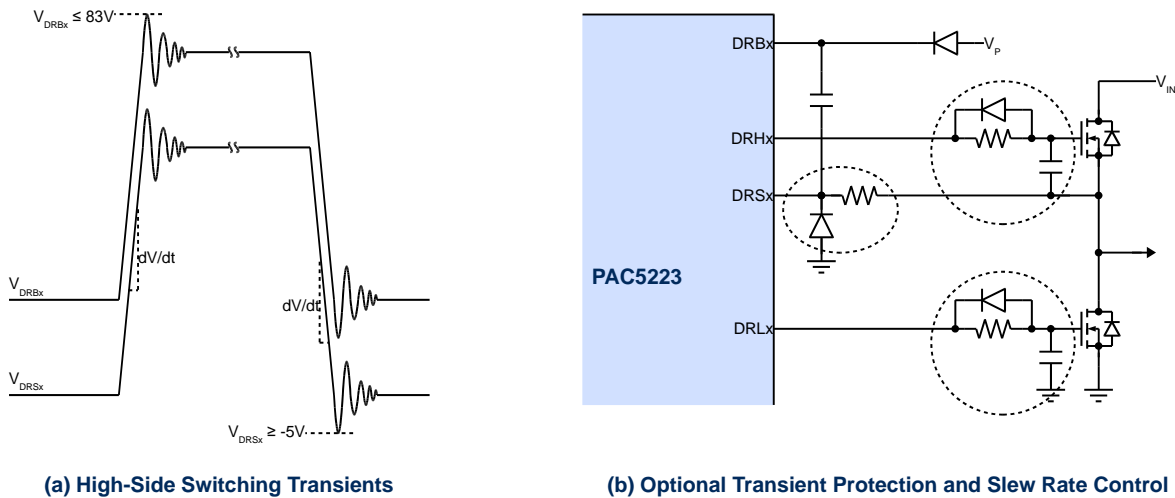 V_DRBx ≤ 83V
dV/dt
V_DRBx
dV/dt
V_DRSx
V_DRSx ≥ -5V
(a) High-Side Switching Transients
DRBx
V_P
V_IN
DRHx
DRSx
PAC5223
DRLx
(b) Optional Transient Protection and Slew Rate Control